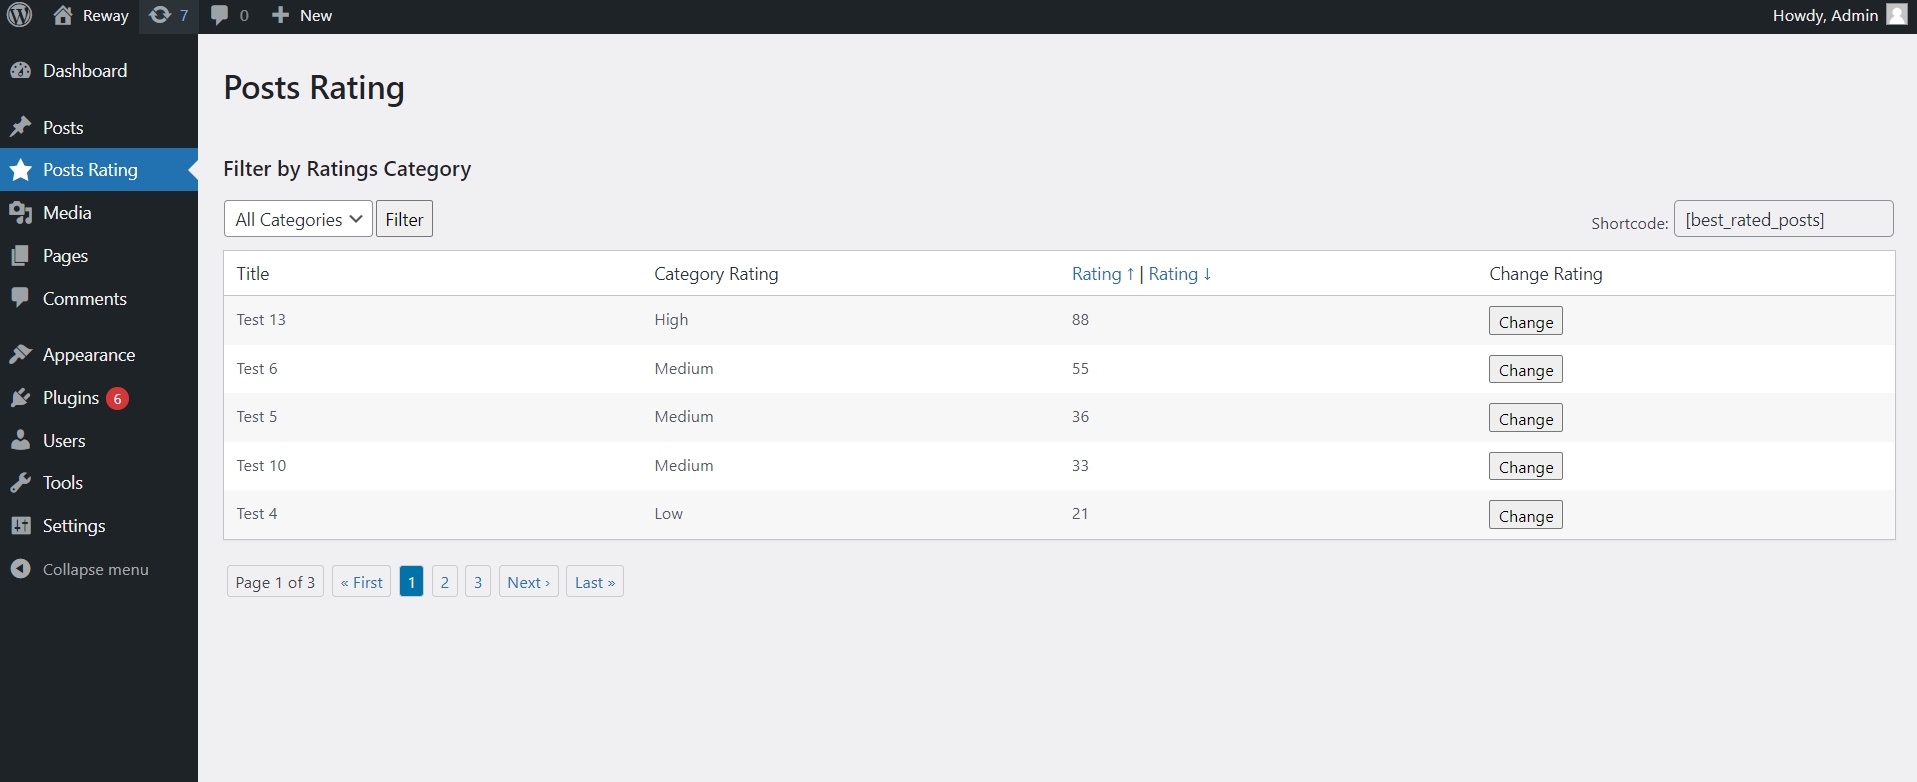 Reway 7 0 New Howdy, Admin
Dashboard
Posts
Posts Rating
Media
Pages
Comments
Appearance
Plugins 6
Users
Tools
Settings
Collapse menu
Posts Rating
Filter by Ratings Category
All Categories Filter Shortcode: [best_rated_posts]
Title Category Rating Rating ↑ | Rating ↓ Change Rating
Test 13 High 88 Change
Test 6 Medium 55 Change
Test 5 Medium 36 Change
Test 10 Medium 33 Change
Test 4 Low 21 Change
Page 1 of 3 « First 1 2 3 Next › Last »